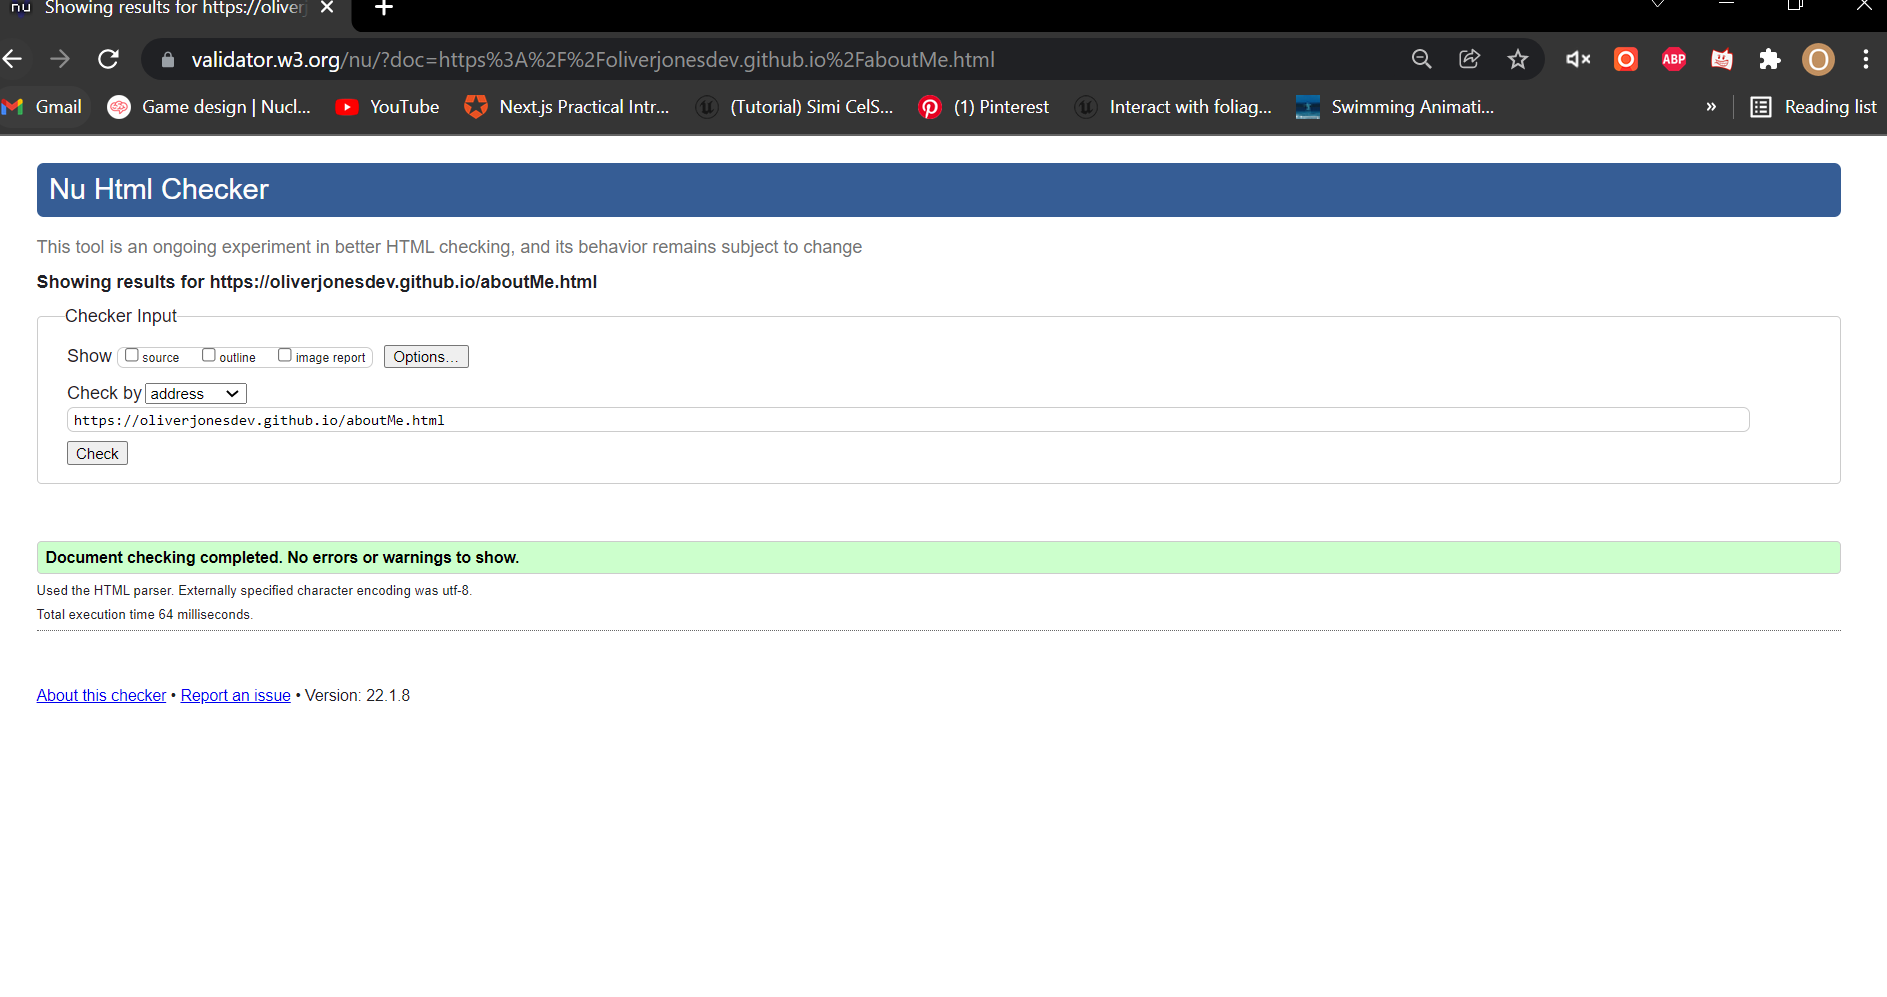 nu Showing results for https://oliverj
validator.w3.org/nu/?doc=https%3A%2F%2Foliverjonesdev.github.io%2FaboutMe.html ABP O
Gmail Game design | Nucl... YouTube Next.js Practical Intr... (Tutorial) Simi CelS... (1) Pinterest Interact with foliag... Swimming Animati... » Reading list
Nu Html Checker
This tool is an ongoing experiment in better HTML checking, and its behavior remains subject to change
Showing results for https://oliverjonesdev.github.io/aboutMe.html
Checker Input
Show source outline image report Options...
Check by address
https://oliverjonesdev.github.io/aboutMe.html
Check
Document checking completed. No errors or warnings to show.
Used the HTML parser. Externally specified character encoding was utf-8.
Total execution time 64 milliseconds.
About this checker • Report an issue • Version: 22.1.8